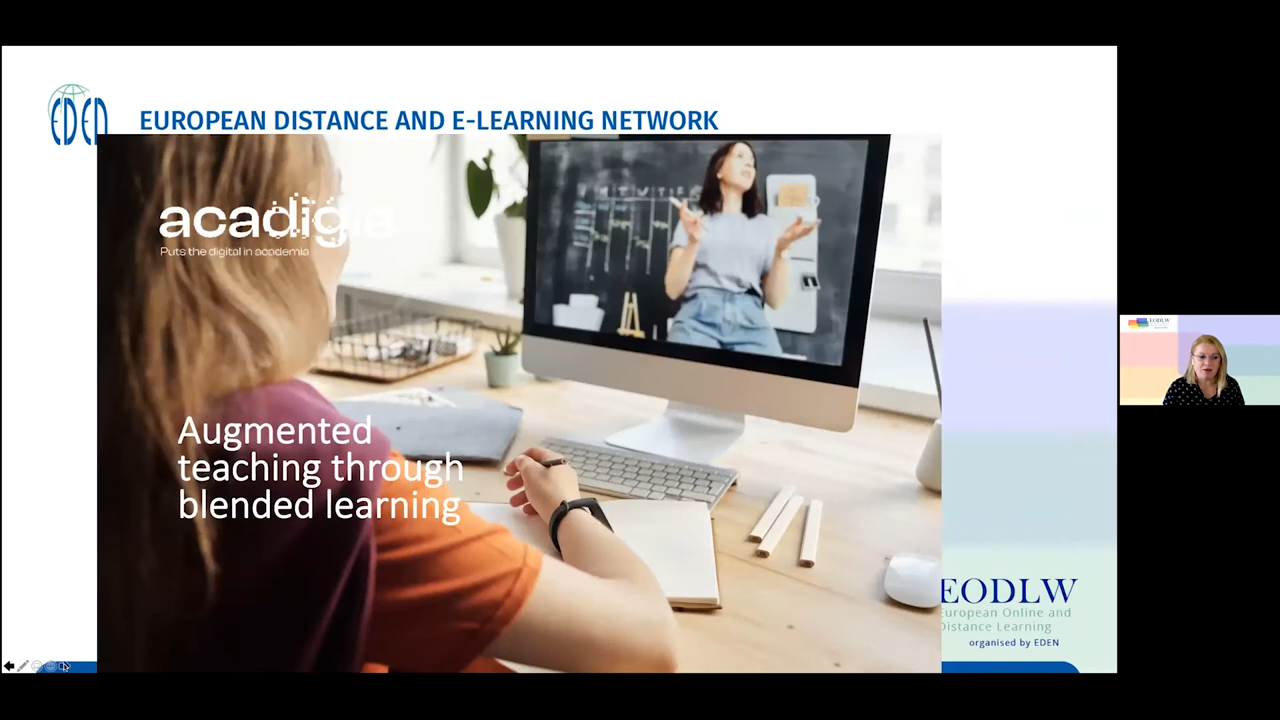 EDEN
EUROPEAN DISTANCE AND E-LEARNING NETWORK
acadigia
Puts the digital in academia
Augmented
teaching through
blended learning
EODLW
European Online and
Distance Learning
organised by EDEN
EODLW